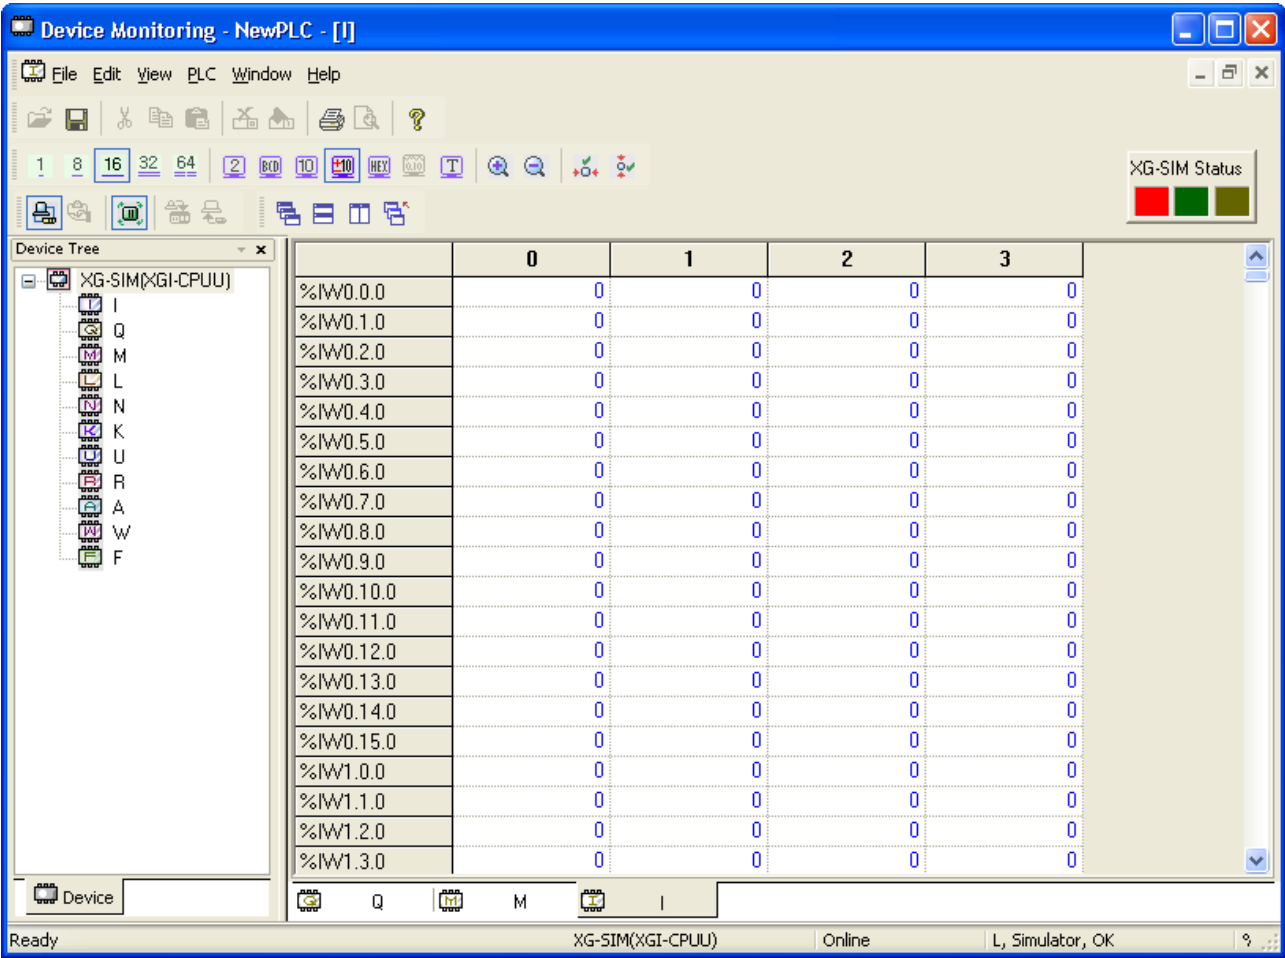 Device Monitoring - NewPLC - [I]
File Edit View PLC Window Help
1 8 16 32 64 2 BCD 10 ±10 HEX 0.10 T
XG-SIM Status
Device Tree
XG-SIM(XGI-CPUU)
I
Q
M
L
N
K
U
R
A
W
F
Device
0 1 2 3
%IW0.0.0 0 0 0 0
%IW0.1.0 0 0 0 0
%IW0.2.0 0 0 0 0
%IW0.3.0 0 0 0 0
%IW0.4.0 0 0 0 0
%IW0.5.0 0 0 0 0
%IW0.6.0 0 0 0 0
%IW0.7.0 0 0 0 0
%IW0.8.0 0 0 0 0
%IW0.9.0 0 0 0 0
%IW0.10.0 0 0 0 0
%IW0.11.0 0 0 0 0
%IW0.12.0 0 0 0 0
%IW0.13.0 0 0 0 0
%IW0.14.0 0 0 0 0
%IW0.15.0 0 0 0 0
%IW1.0.0 0 0 0 0
%IW1.1.0 0 0 0 0
%IW1.2.0 0 0 0 0
%IW1.3.0 0 0 0 0
Q M I
Ready XG-SIM(XGI-CPUU) Online L, Simulator, OK